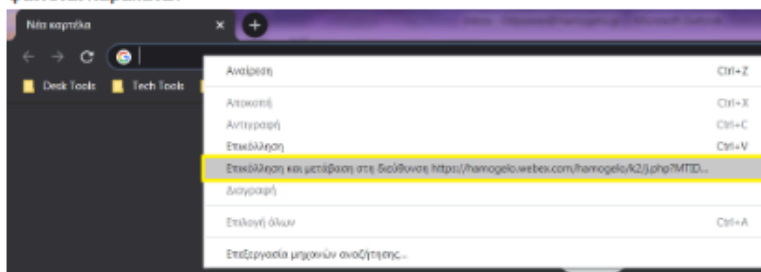 Νέα καρτέλα
Desk Tools Tech Tools
Αναίρεση Ctrl+Z
Αποκοπή Ctrl+X
Αντιγραφή Ctrl+C
Επικόλληση Ctrl+V
Επικόλληση και μετάβαση στη διεύθυνση https://hamogelo.webex.com/hamogelo/k2/j.php?MTID...
Διαγραφή
Επιλογή όλων Ctrl+A
Επεξεργασία μηχανών αναζήτησης...